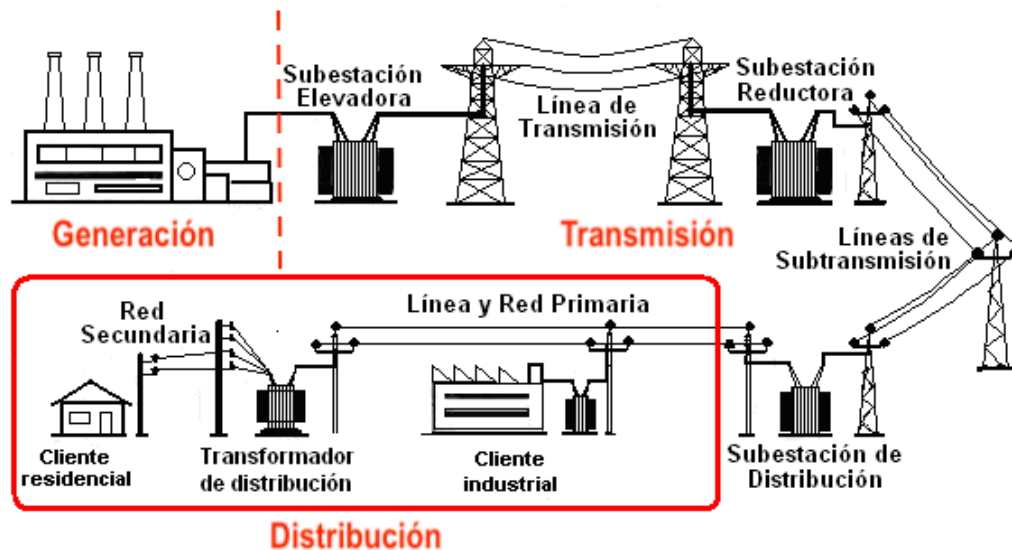 Subestación
Elevadora
Línea de
Transmisión
Subestación
Reductora
Generación
Transmisión
Líneas de
Subtransmisión
Red
Secundaria
Línea y Red Primaria
Cliente
residencial
Transformador
de distribución
Cliente
industrial
Subestación de
Distribución
Distribución